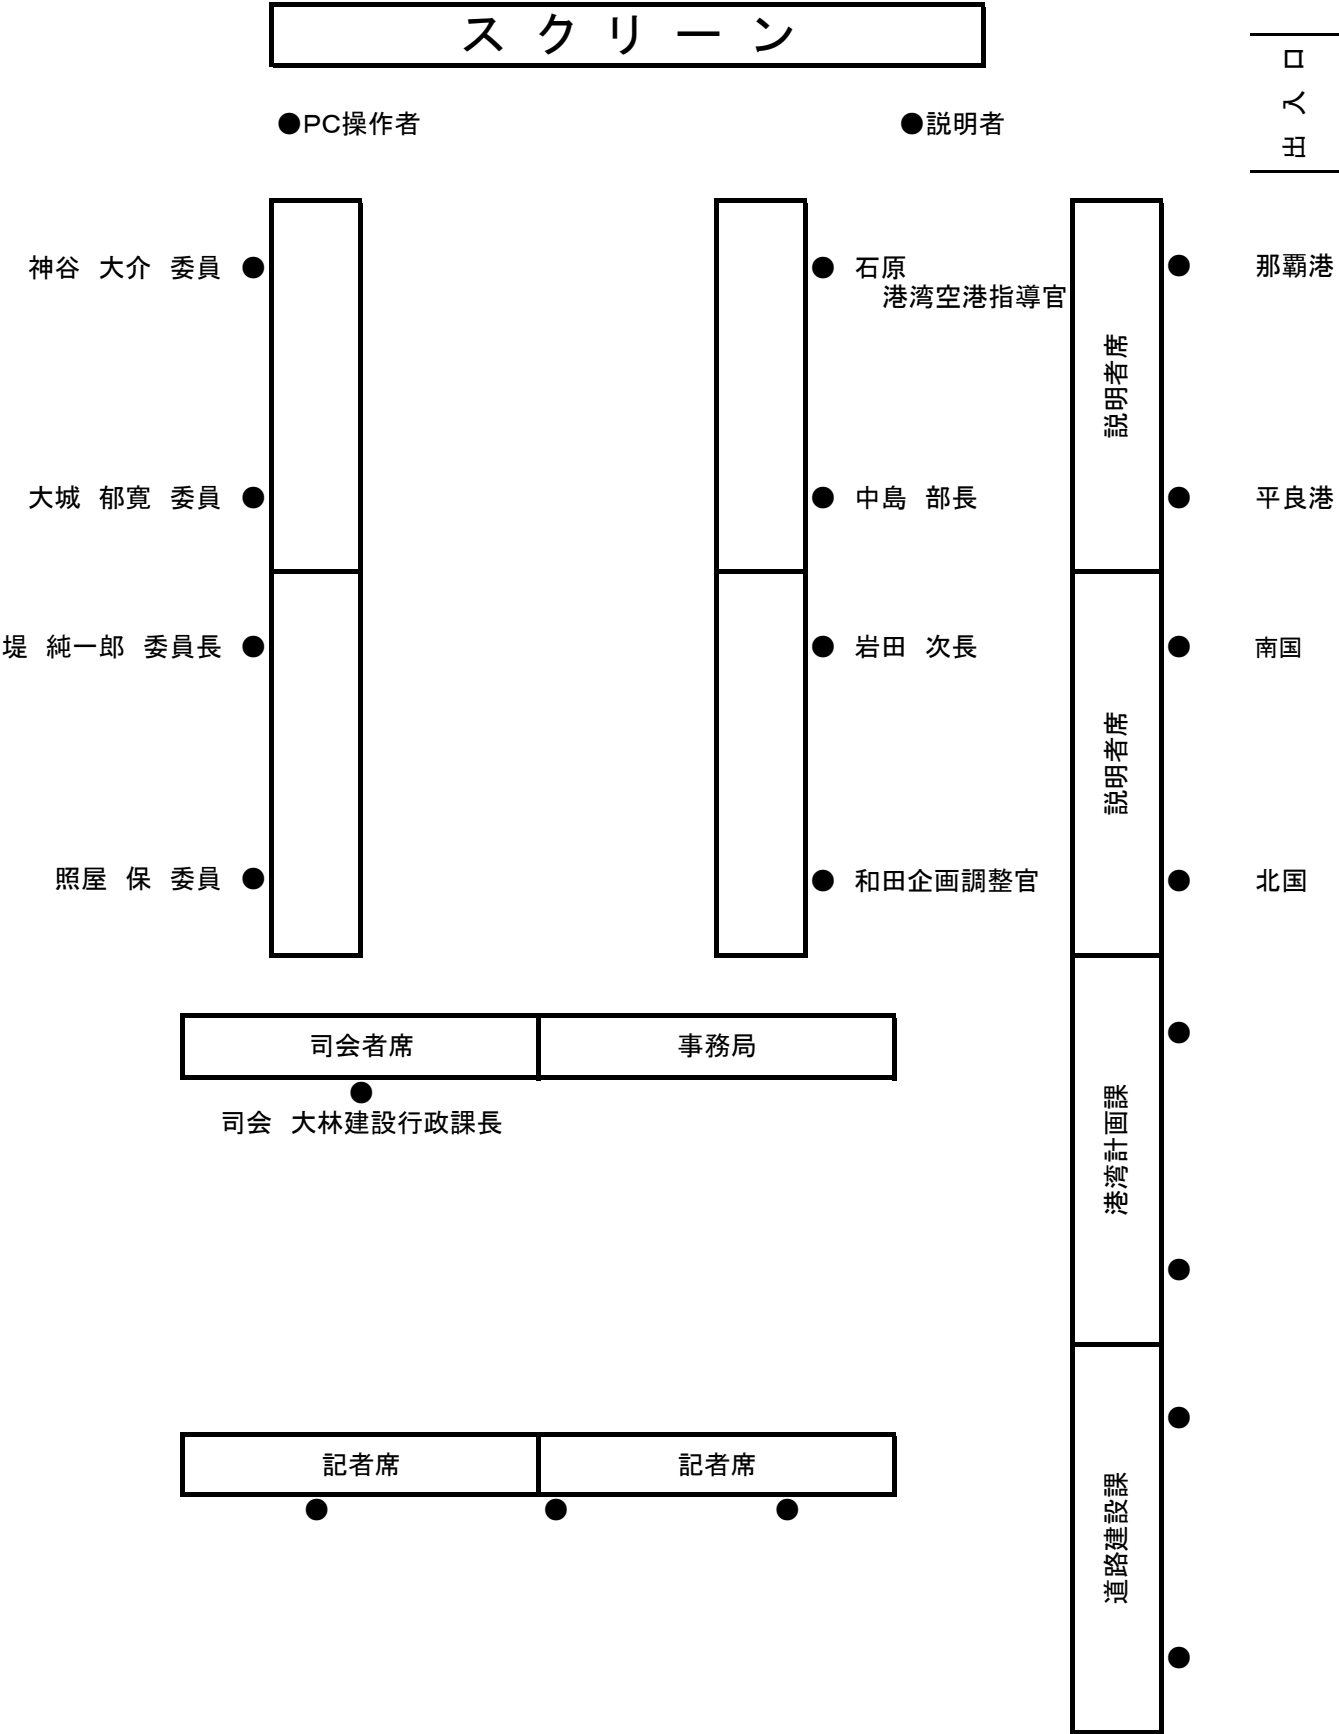 スクリーン
出入口
●PC操作者
●説明者
神谷 大介 委員 ●
● 石原
港湾空港指導官
● 那覇港
説明者席
大城 郁寛 委員 ●
● 中島 部長
● 平良港
堤 純一郎 委員長 ●
● 岩田 次長
● 南国
説明者席
照屋 保 委員 ●
● 和田企画調整官
● 北国
司会者席
事務局
司会 大林建設行政課長
港湾計画課
記者席
記者席
道路建設課